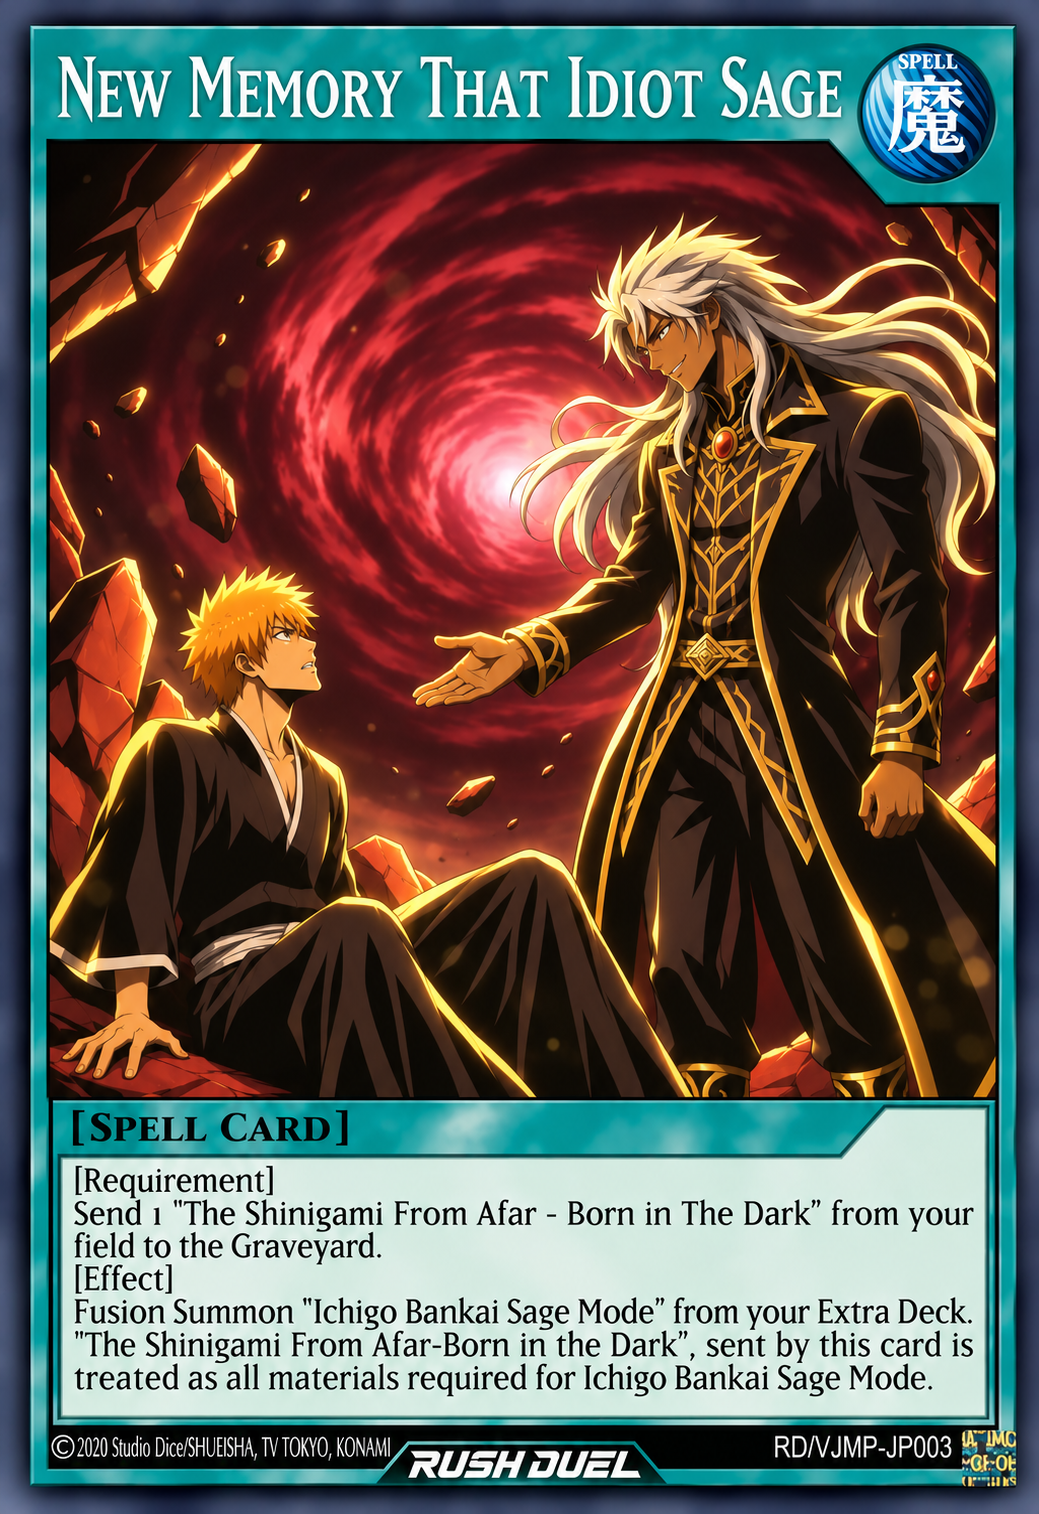 New Memory That Idiot Sage
SPELL
魔
[Spell Card]
[Requirement]
Send 1 "The Shinigami From Afar - Born in The Dark" from your
field to the Graveyard.
[Effect]
Fusion Summon "Ichigo Bankai Sage Mode" from your Extra Deck.
"The Shinigami From Afar-Born in the Dark", sent by this card is
treated as all materials required for Ichigo Bankai Sage Mode.
©2020 Studio Dice/SHUEISHA, TV TOKYO, KONAMI
RUSH DUEL
RD/VJMP-JP003